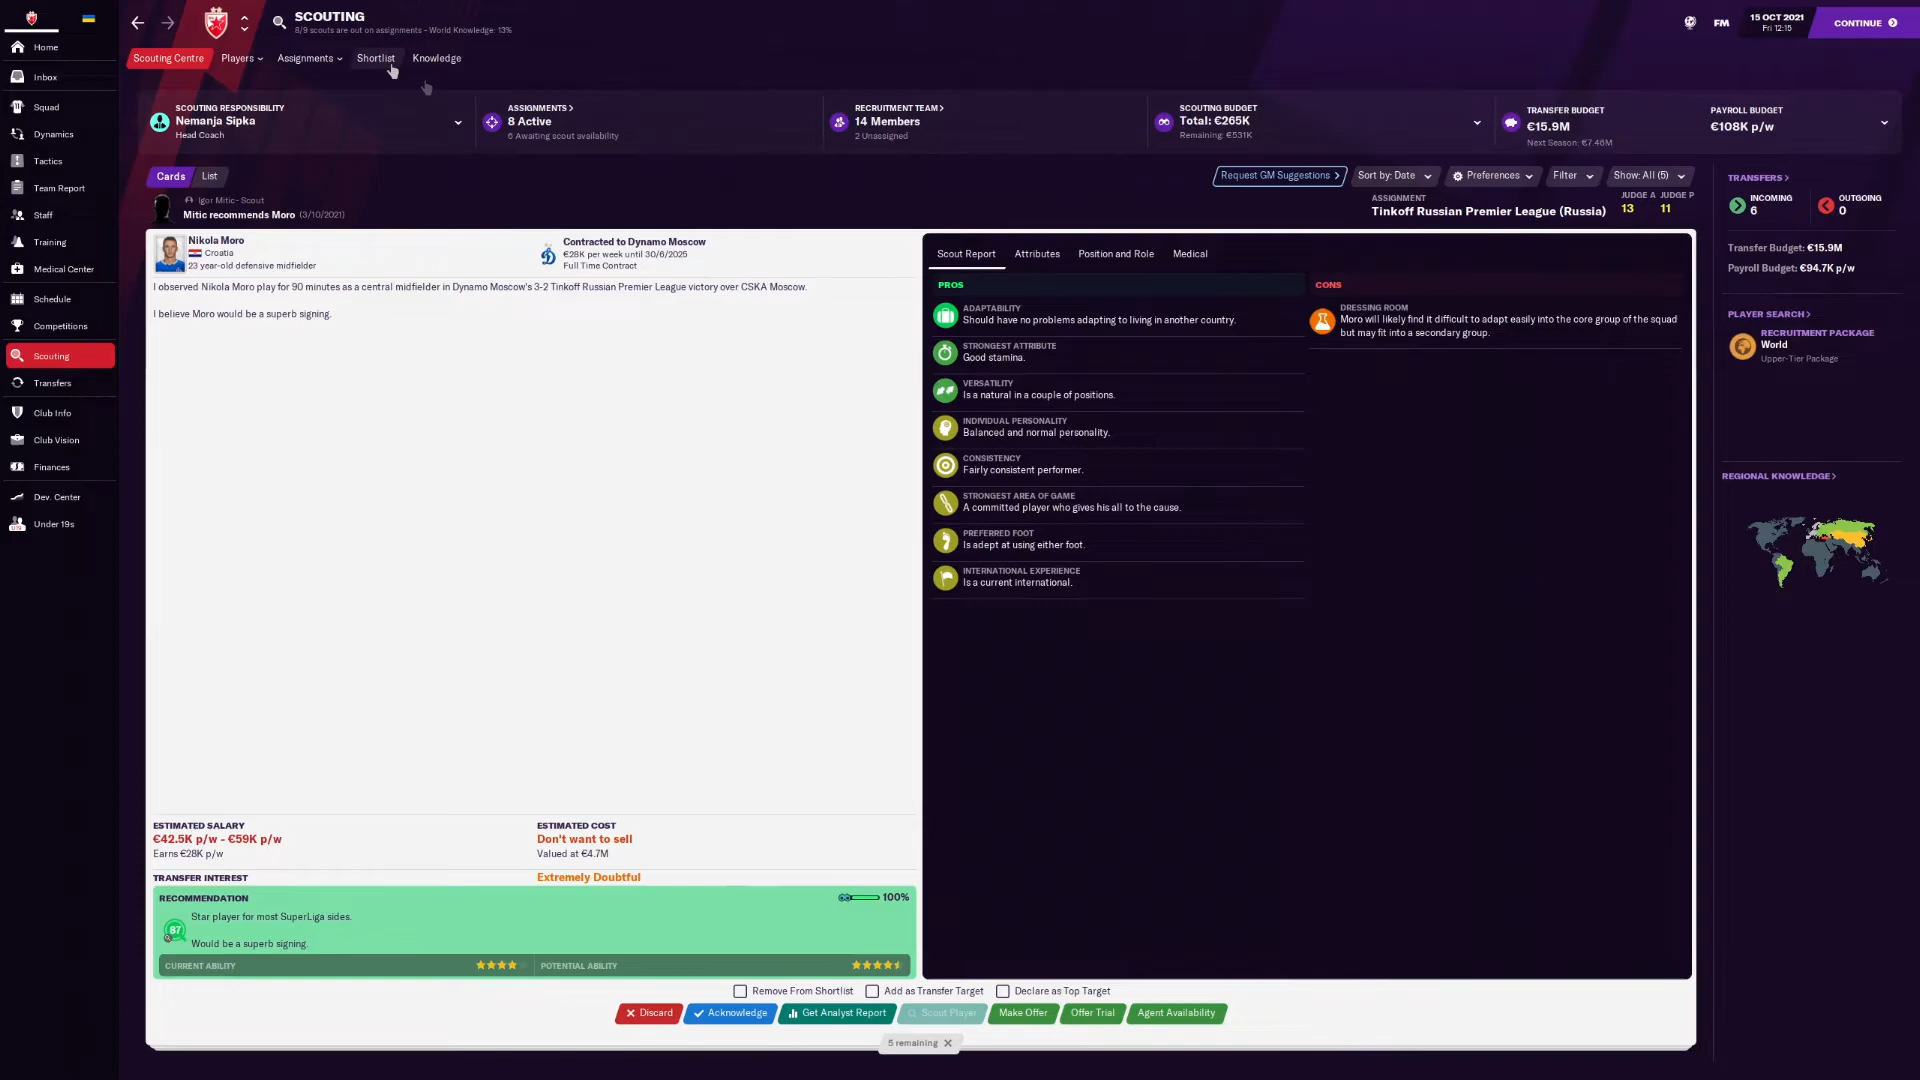 SCOUTING
8/9 scouts are out on assignments - World Knowledge: 13%
FM
15 OCT 2021
Fri 12:15
CONTINUE
Home
Inbox
Squad
Dynamics
Tactics
Team Report
Staff
Training
Medical Center
Schedule
Competitions
Scouting
Transfers
Club Info
Club Vision
Finances
Dev. Center
Under 19s
Scouting Centre
Players
Assignments
Shortlist
Knowledge
SCOUTING RESPONSIBILITY
Nemanja Sipka
Head Coach
ASSIGNMENTS >
8 Active
6 Awaiting scout availability
RECRUITMENT TEAM >
14 Members
2 Unassigned
SCOUTING BUDGET
Total: €265K
Remaining: €531K
TRANSFER BUDGET
€15.9M
Next Season: €7.46M
PAYROLL BUDGET
€108K p/w
Cards
List
Request GM Suggestions >
Sort by: Date
Preferences
Filter
Show: All (5)
Igor Mitic - Scout
Mitic recommends Moro (3/10/2021)
ASSIGNMENT
Tinkoff Russian Premier League (Russia)
JUDGE A
13
JUDGE P
11
Nikola Moro
Croatia
23 year-old defensive midfielder
Contracted to Dynamo Moscow
€28K per week until 30/6/2025
Full Time Contract
I observed Nikola Moro play for 90 minutes as a central midfielder in Dynamo Moscow's 3-2 Tinkoff Russian Premier League victory over CSKA Moscow.
I believe Moro would be a superb signing.
ESTIMATED SALARY
€42.5K p/w - €59K p/w
Earns €28K p/w
ESTIMATED COST
Don't want to sell
Valued at €4.7M
TRANSFER INTEREST
Extremely Doubtful
RECOMMENDATION
100%
87
Star player for most SuperLiga sides.
Would be a superb signing.
CURRENT ABILITY
POTENTIAL ABILITY
Scout Report
Attributes
Position and Role
Medical
PROS
ADAPTABILITY
Should have no problems adapting to living in another country.
STRONGEST ATTRIBUTE
Good stamina.
VERSATILITY
Is a natural in a couple of positions.
INDIVIDUAL PERSONALITY
Balanced and normal personality.
CONSISTENCY
Fairly consistent performer.
STRONGEST AREA OF GAME
A committed player who gives his all to the cause.
PREFERRED FOOT
Is adept at using either foot.
INTERNATIONAL EXPERIENCE
Is a current international.
CONS
DRESSING ROOM
Moro will likely find it difficult to adapt easily into the core group of the squad
but may fit into a secondary group.
Remove From Shortlist
Add as Transfer Target
Declare as Top Target
Discard
Acknowledge
Get Analyst Report
Scout Player
Make Offer
Offer Trial
Agent Availability
5 remaining
TRANSFERS >
INCOMING
6
OUTGOING
0
Transfer Budget: €15.9M
Payroll Budget: €94.7K p/w
PLAYER SEARCH >
RECRUITMENT PACKAGE
World
Upper-Tier Package
REGIONAL KNOWLEDGE >